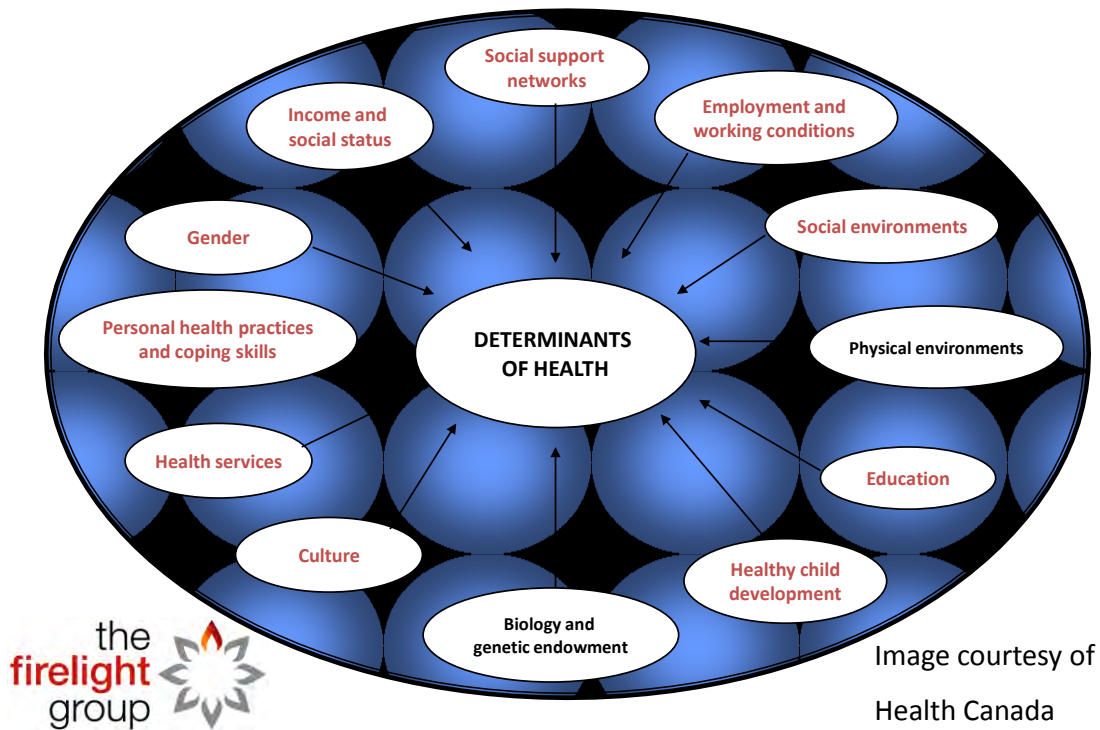 Social support
networks
Income and
social status
Employment and
working conditions
Gender
Social environments
Personal health practices
and coping skills
DETERMINANTS
OF HEALTH
Physical environments
Health services
Education
Culture
Healthy child
development
Biology and
genetic endowment
the
firelight
group
Image courtesy of
Health Canada